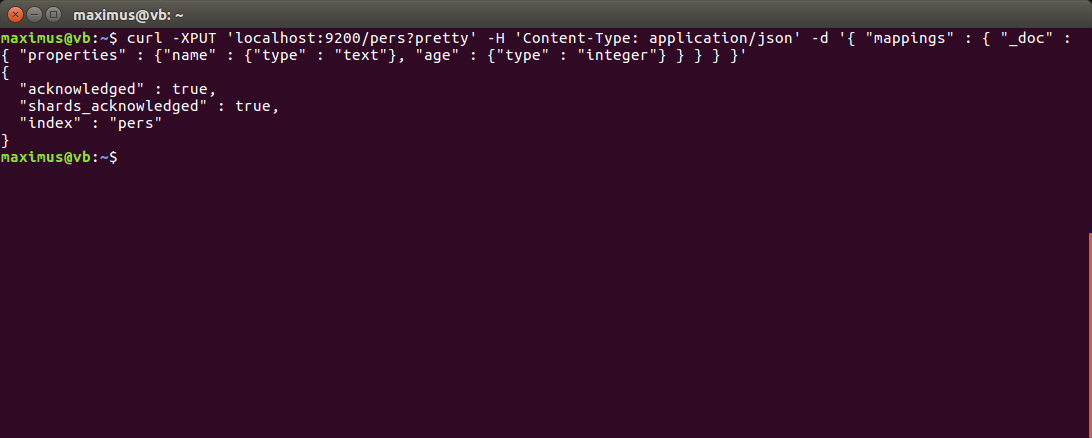 maximus@vb: ~
maximus@vb:~$ curl -XPUT 'localhost:9200/pers?pretty' -H 'Content-Type: application/json' -d '{ "mappings" : { "_doc" :
{ "properties" : {"name" : {"type" : "text"}, "age" : {"type" : "integer"} } } } }'
{
  "acknowledged" : true,
  "shards_acknowledged" : true,
  "index" : "pers"
}
maximus@vb:~$